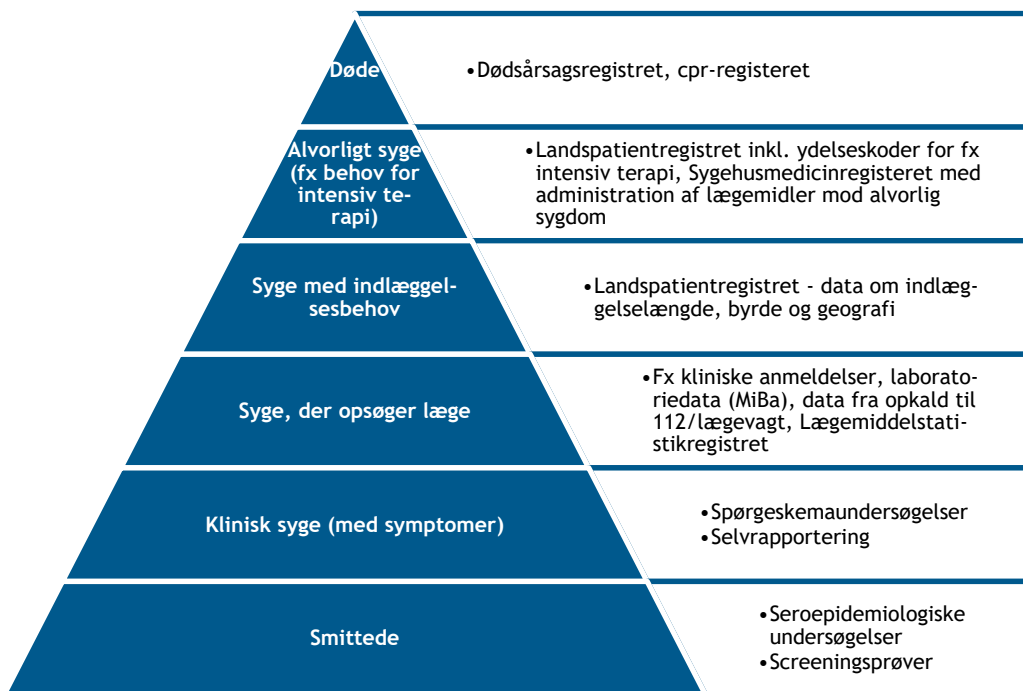 Døde
•Dødsårsagsregistret, cpr-registeret
Alvorligt syge
(fx behov for
intensiv te-
rapi)
•Landspatientregistret inkl. ydelseskoder for fx
intensiv terapi, Sygehusmedicinregisteret med
administration af lægemidler mod alvorlig
sygdom
Syge med indlæggel-
sesbehov
•Landspatientregistret - data om indlæg-
gelselængde, byrde og geografi
Syge, der opsøger læge
•Fx kliniske anmeldelser, laborato-
riedata (MiBa), data fra opkald til
112/lægevagt, Lægemiddelstati-
stikregistret
Klinisk syge (med symptomer)
•Spørgeskemaundersøgelser
•Selvrapportering
Smittede
•Seroepidemiologiske
undersøgelser
•Screeningsprøver